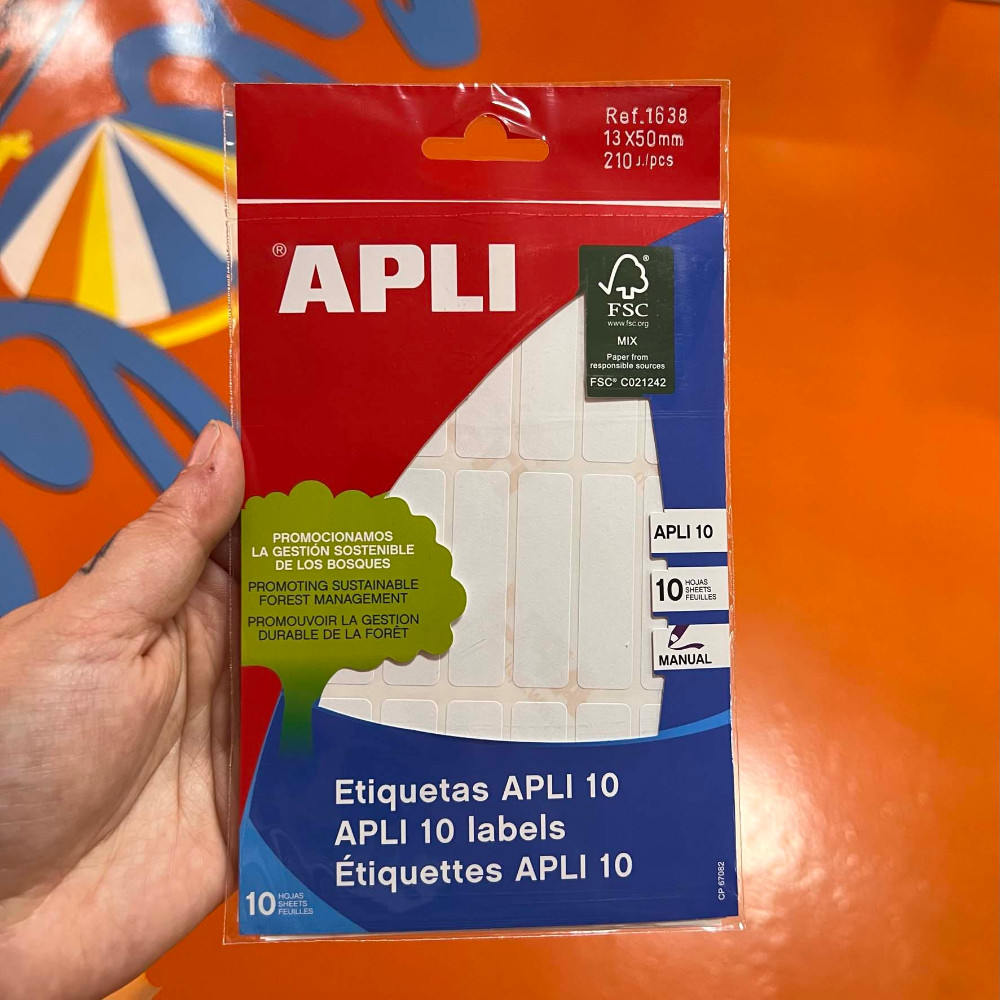 Ref.1638
13X50mm
210 J./pcs
® APLI
FSC®
www.fsc.org
MIX
Paper from
responsible sources
FSC® C021242
PROMOCIONAMOS
LA GESTIÓN SOSTENIBLE
DE LOS BOSQUES
PROMOTING SUSTAINABLE
FOREST MANAGEMENT
PROMOUVOIR LA GESTION
DURABLE DE LA FORÊT
APLI 10
10 HOJAS
SHEETS
FEUILLES
MANUAL
Etiquetas APLI 10
APLI 10 labels
Étiquettes APLI 10
10 HOJAS
SHEETS
FEUILLES
CP 67082